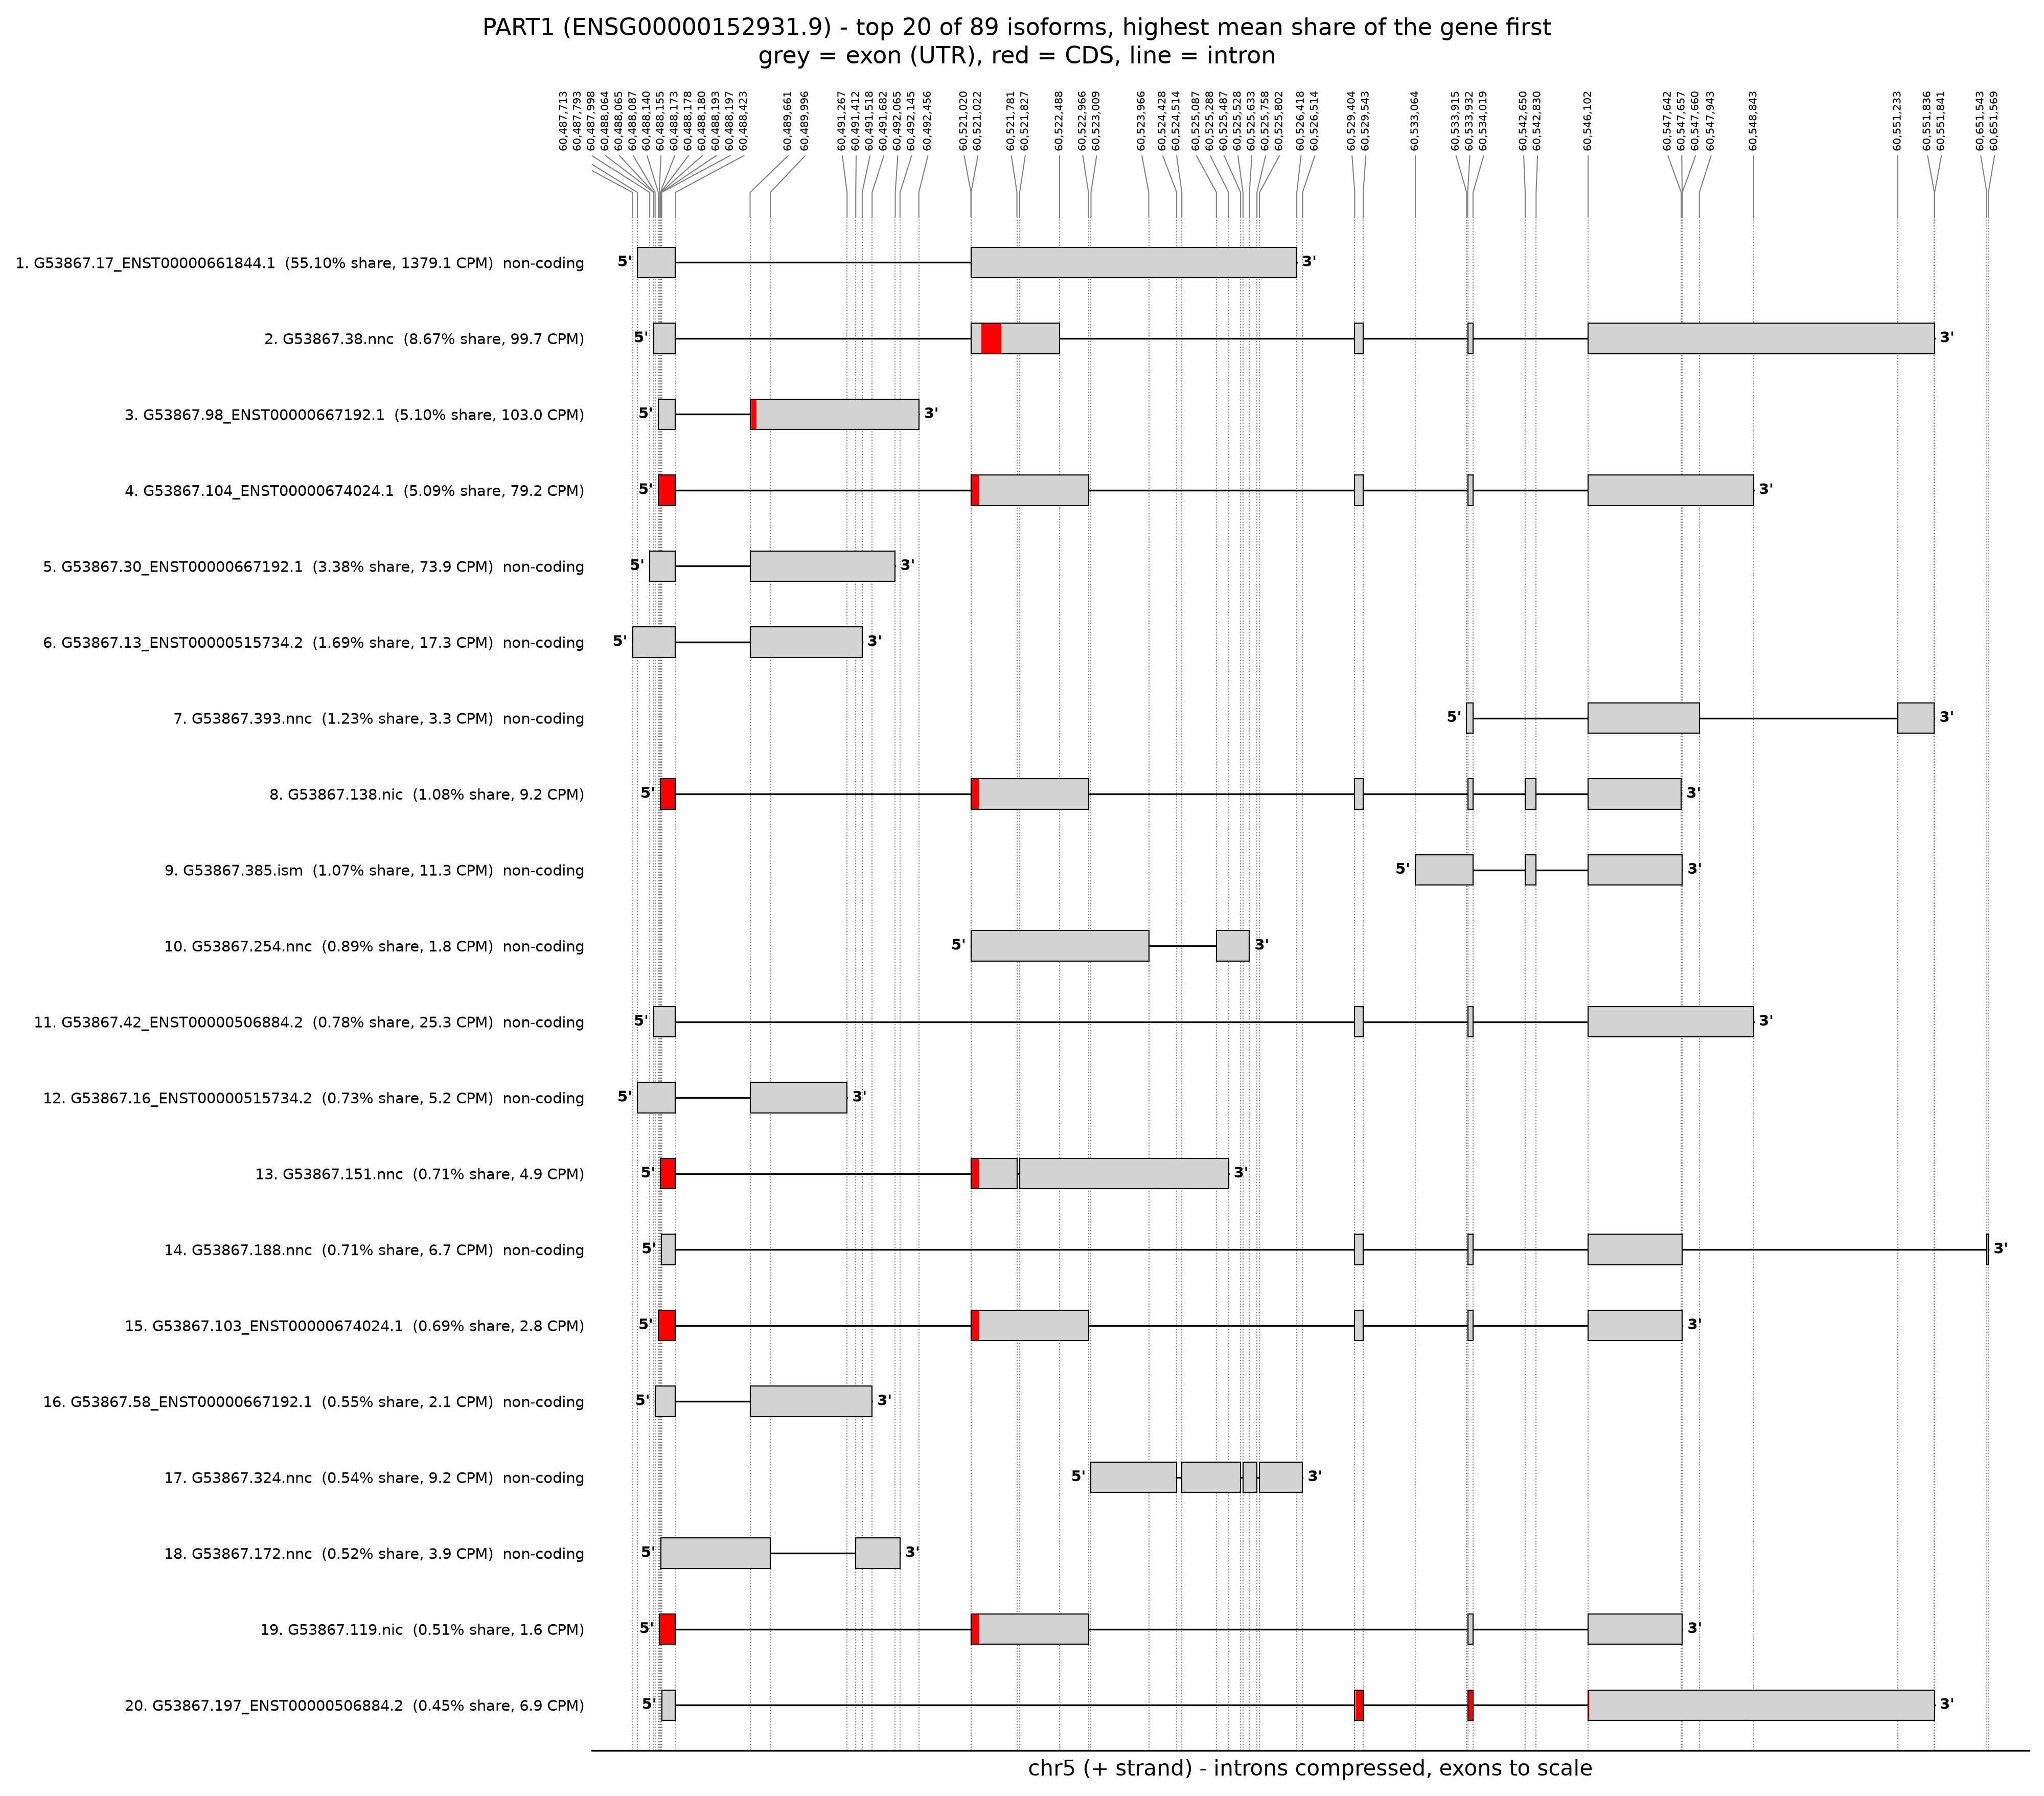 PART1 (ENSG00000152931.9) - top 20 of 89 isoforms, highest mean share of the gene first
grey = exon (UTR), red = CDS, line = intron
60,487,713
60,487,793
60,487,998
60,488,064
60,488,065
60,488,087
60,488,140
60,488,155
60,488,173
60,488,178
60,488,180
60,488,193
60,488,197
60,488,423
60,489,661
60,489,996
60,491,267
60,491,412
60,491,518
60,491,682
60,492,065
60,492,145
60,492,456
60,521,020
60,521,022
60,521,781
60,521,827
60,522,488
60,522,966
60,523,009
60,523,966
60,524,428
60,524,514
60,525,087
60,525,288
60,525,487
60,525,528
60,525,633
60,525,758
60,525,802
60,526,418
60,526,514
60,529,404
60,529,543
60,533,064
60,533,915
60,533,932
60,534,019
60,542,650
60,542,830
60,546,102
60,547,642
60,547,657
60,547,660
60,547,943
60,548,843
60,551,233
60,551,836
60,551,841
60,651,543
60,651,569
1. G53867.17_ENST00000661844.1 (55.10% share, 1379.1 CPM) non-coding 5' 3'
2. G53867.38.nnc (8.67% share, 99.7 CPM) 5' 3'
3. G53867.98_ENST00000667192.1 (5.10% share, 103.0 CPM) 5' 3'
4. G53867.104_ENST00000674024.1 (5.09% share, 79.2 CPM) 5' 3'
5. G53867.30_ENST00000667192.1 (3.38% share, 73.9 CPM) non-coding 5' 3'
6. G53867.13_ENST00000515734.2 (1.69% share, 17.3 CPM) non-coding 5' 3'
7. G53867.393.nnc (1.23% share, 3.3 CPM) non-coding 5' 3'
8. G53867.138.nic (1.08% share, 9.2 CPM) 5' 3'
9. G53867.385.ism (1.07% share, 11.3 CPM) non-coding 5' 3'
10. G53867.254.nnc (0.89% share, 1.8 CPM) non-coding 5' 3'
11. G53867.42_ENST00000506884.2 (0.78% share, 25.3 CPM) non-coding 5' 3'
12. G53867.16_ENST00000515734.2 (0.73% share, 5.2 CPM) non-coding 5' 3'
13. G53867.151.nnc (0.71% share, 4.9 CPM) 5' 3'
14. G53867.188.nnc (0.71% share, 6.7 CPM) non-coding 5' 3'
15. G53867.103_ENST00000674024.1 (0.69% share, 2.8 CPM) 5' 3'
16. G53867.58_ENST00000667192.1 (0.55% share, 2.1 CPM) non-coding 5' 3'
17. G53867.324.nnc (0.54% share, 9.2 CPM) non-coding 5' 3'
18. G53867.172.nnc (0.52% share, 3.9 CPM) non-coding 5' 3'
19. G53867.119.nic (0.51% share, 1.6 CPM) 5' 3'
20. G53867.197_ENST00000506884.2 (0.45% share, 6.9 CPM) 5' 3'
chr5 (+ strand) - introns compressed, exons to scale